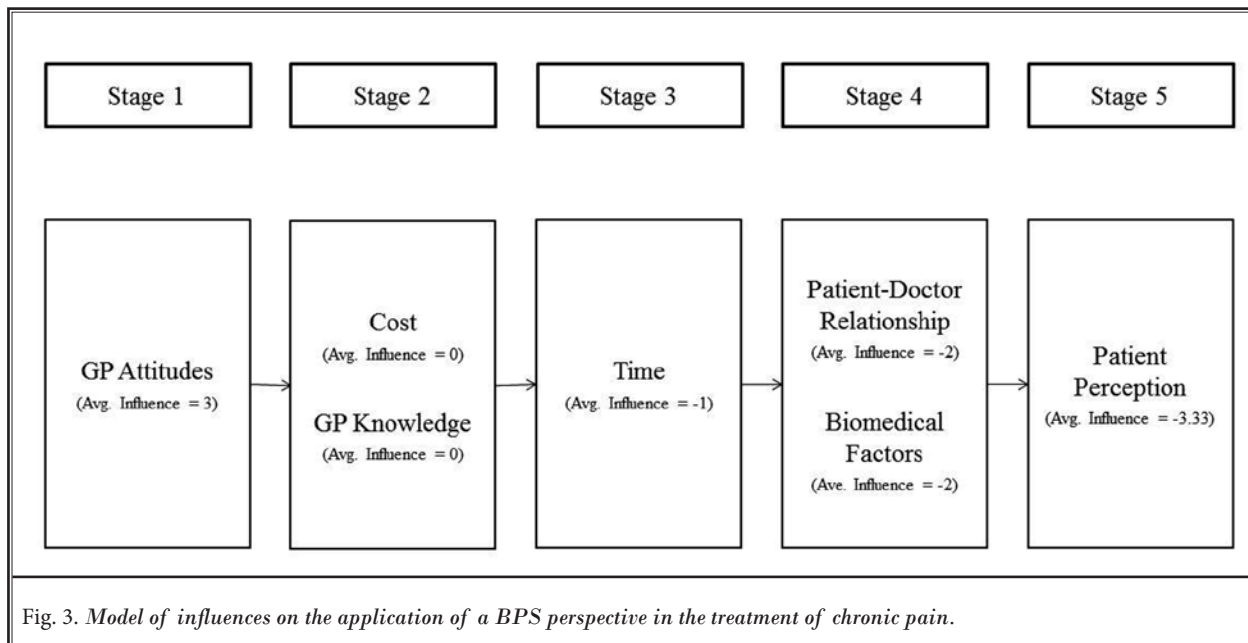 Stage 1
Stage 2
Stage 3
Stage 4
Stage 5
GP Attitudes
(Avg. Influence = 3)
Cost
(Avg. Influence = 0)
GP Knowledge
(Avg. Influence = 0)
Time
(Avg. Influence = -1)
Patient-Doctor
Relationship
(Avg. Influence = -2)
Biomedical
Factors
(Ave. Influence = -2)
Patient
Perception
(Avg. Influence = -3.33)
Fig. 3. Model of influences on the application of a BPS perspective in the treatment of chronic pain.